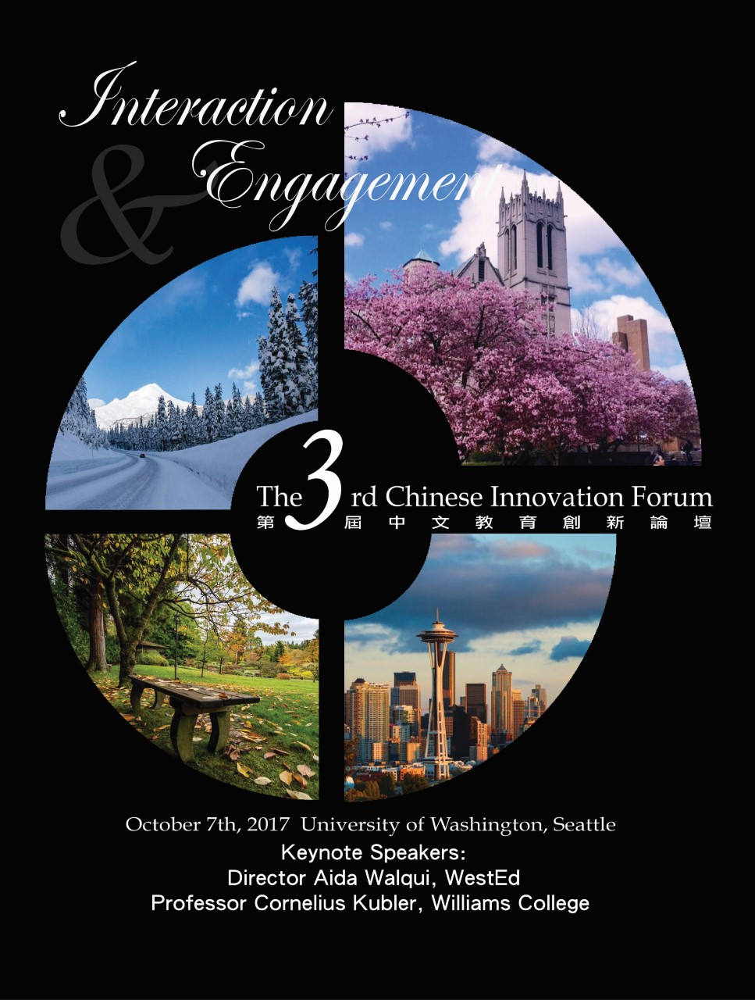 Interaction
&
Engagement
The 3rd Chinese Innovation Forum
第3屆中文教育創新論壇
October 7th, 2017 University of Washington, Seattle
Keynote Speakers:
Director Aida Walqui, WestEd
Professor Cornelius Kubler, Williams College